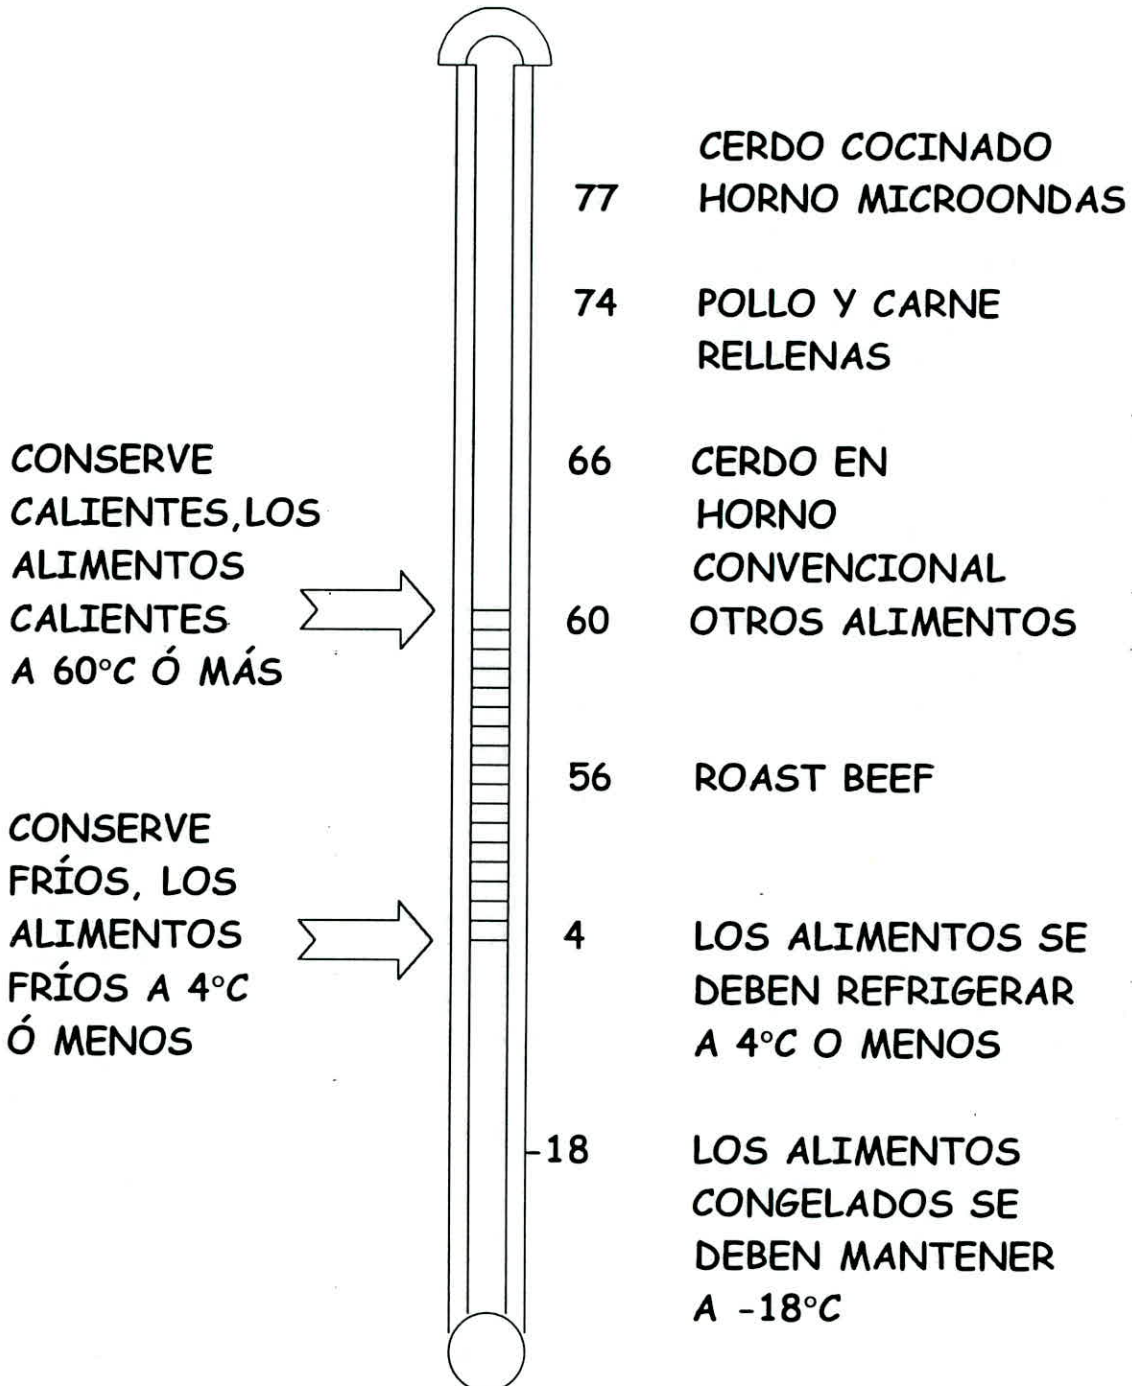 CERDO COCINADO
77 HORNO MICROONDAS
74 POLLO Y CARNE
RELLENAS
CONSERVE
CALIENTES,LOS
ALIMENTOS
CALIENTES
A 60°C Ó MÁS
66 CERDO EN
HORNO
CONVENCIONAL
60 OTROS ALIMENTOS
56 ROAST BEEF
CONSERVE
FRÍOS, LOS
ALIMENTOS
FRÍOS A 4°C
Ó MENOS
4 LOS ALIMENTOS SE
DEBEN REFRIGERAR
A 4°C O MENOS
-18 LOS ALIMENTOS
CONGELADOS SE
DEBEN MANTENER
A -18°C